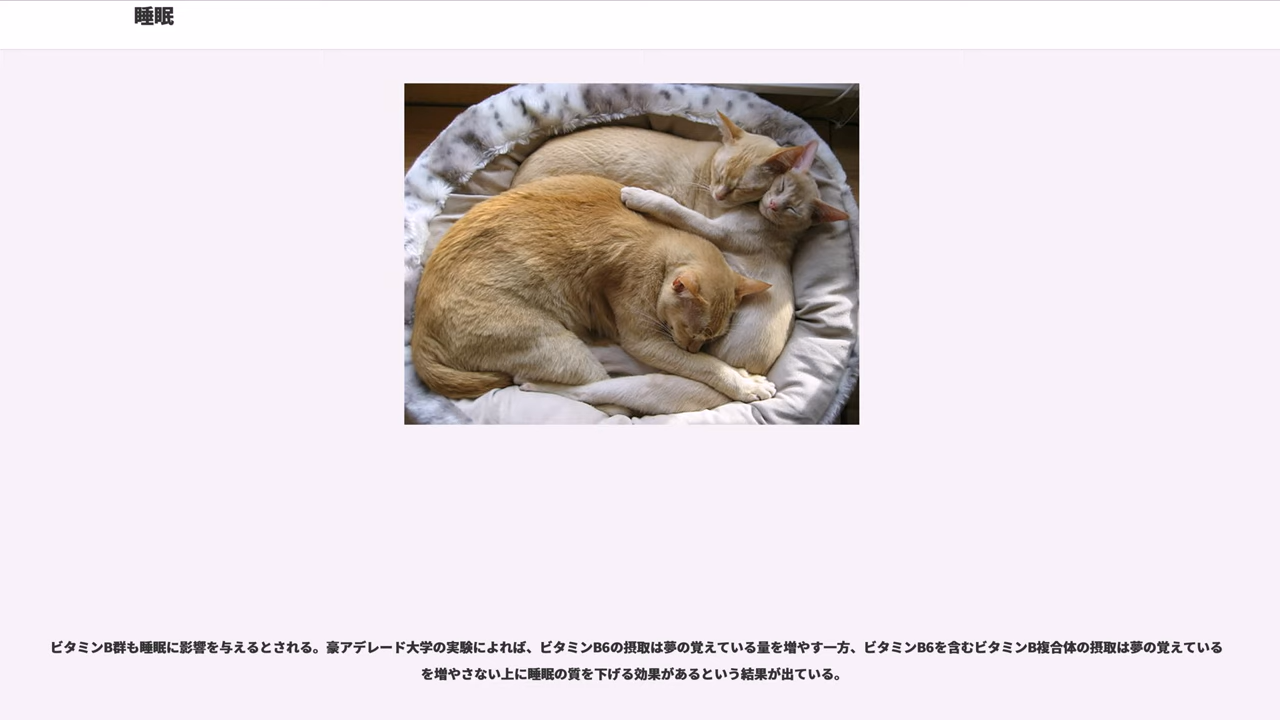 睡眠
ビタミンB群も睡眠に影響を与えるとされる。豪アデレード大学の実験によれば、ビタミンB6の摂取は夢の覚えている量を増やす一方、ビタミンB6を含むビタミンB複合体の摂取は夢の覚えている
を増やさない上に睡眠の質を下げる効果があるという結果が出ている。